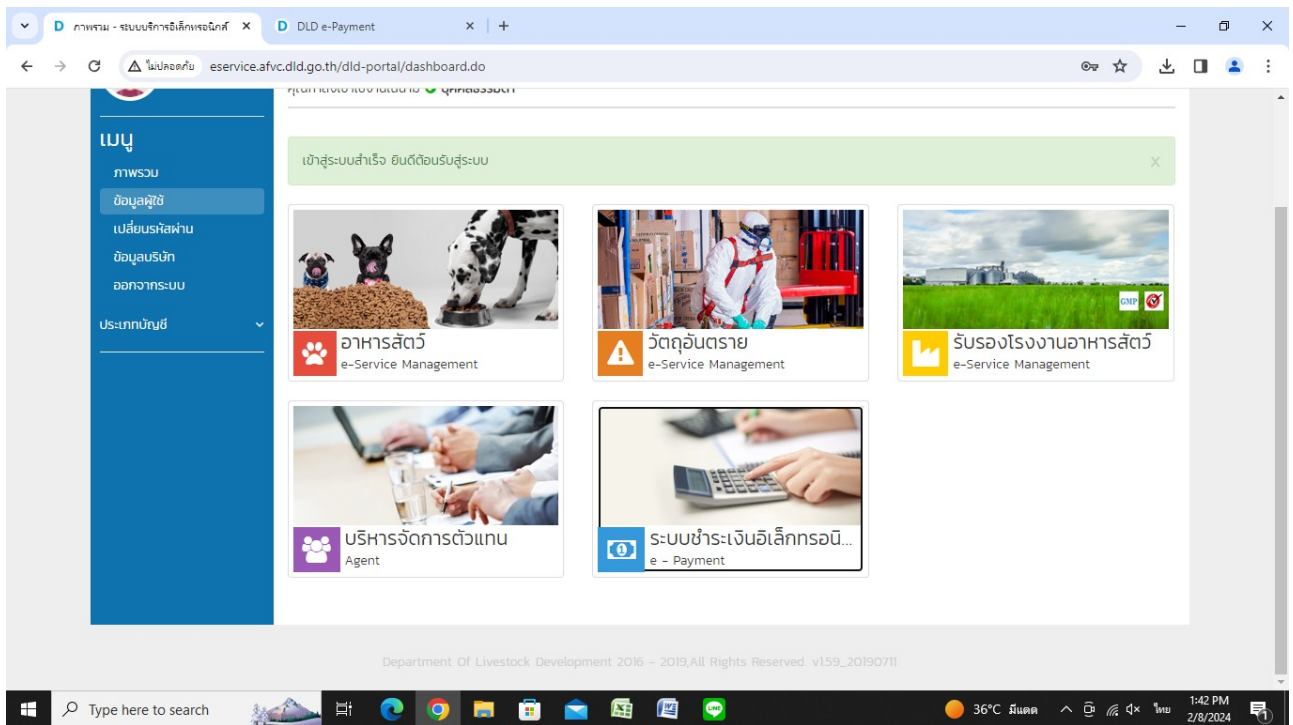 ภาพรวม - ระบบบริการอิเล็กทรอนิกส์
DLD e-Payment
ไม่ปลอดภัย eservice.afvc.dld.go.th/dld-portal/dashboard.do
เมนู
ภาพรวม
ข้อมูลผู้ใช้
เปลี่ยนรหัสผ่าน
ข้อมูลบริษัท
ออกจากระบบ
ประเภทบัญชี
เข้าสู่ระบบสำเร็จ ยินดีต้อนรับสู่ระบบ
x
อาหารสัตว์
e-Service Management
วัตถุอันตราย
e-Service Management
GMP
รับรองโรงงานอาหารสัตว์
e-Service Management
บริหารจัดการตัวแทน
Agent
ระบบชำระเงินอิเล็กทรอนิ...
e - Payment
Department Of Livestock Development 2016 - 2019,All Rights Reserved. v1.59_20190711
Type here to search
36°C มีแดด
ไทย
1:42 PM
2/8/2024
1